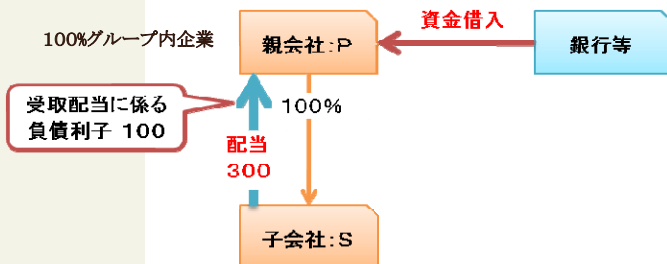 100%グループ内企業
親会社:P
資金借入
銀行等
受取配当に係る
負債利子 100
100%
配当
300
子会社:S